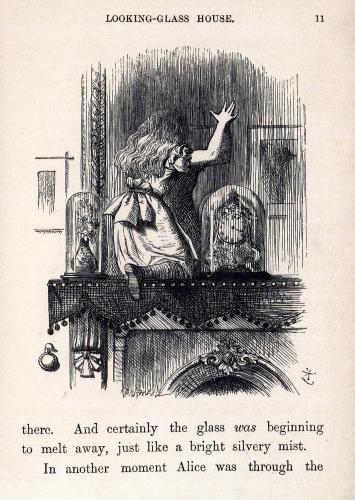 LOOKING-GLASS HOUSE. 11
there. And certainly the glass was beginning
to melt away, just like a bright silvery mist.
In another moment Alice was through the